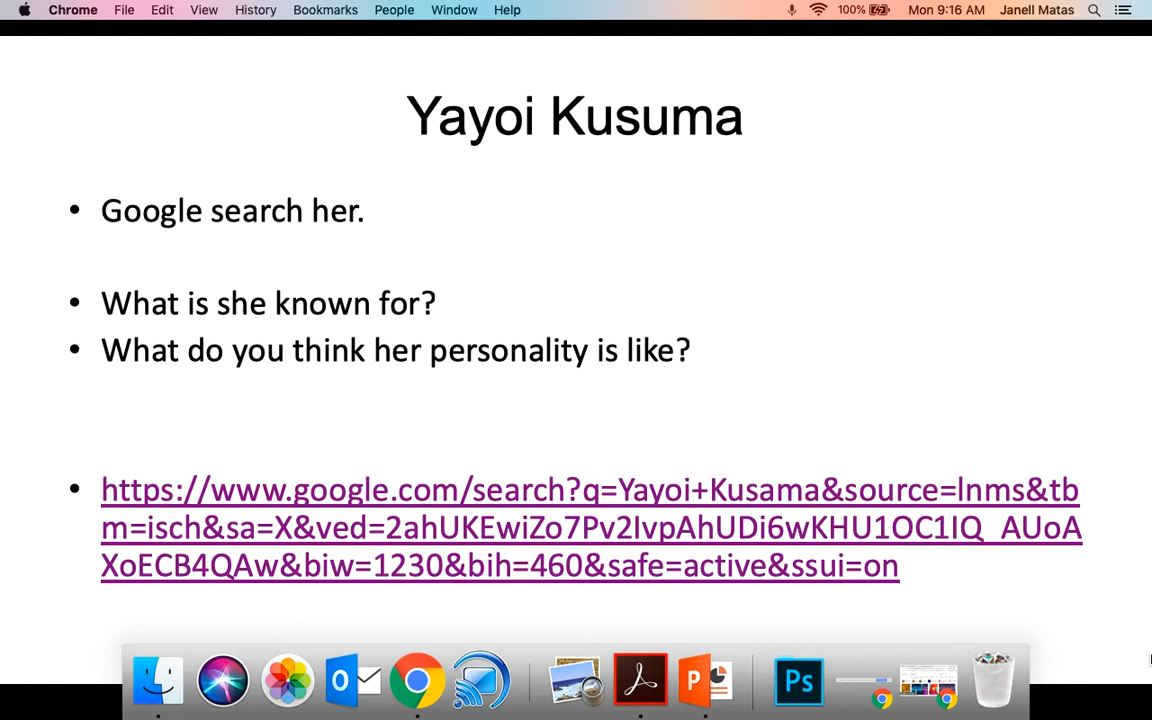 Chrome File Edit View History Bookmarks People Window Help 100% Mon 9:16 AM Janell Matas
Yayoi Kusuma
• Google search her.
• What is she known for?
• What do you think her personality is like?
• https://www.google.com/search?q=Yayoi+Kusama&source=lnms&tb
m=isch&sa=X&ved=2ahUKEwiZo7Pv2IvpAhUDi6wKHU1OC1IQ_AUoA
XoECB4QAw&biw=1230&bih=460&safe=active&ssui=on
O P Ps